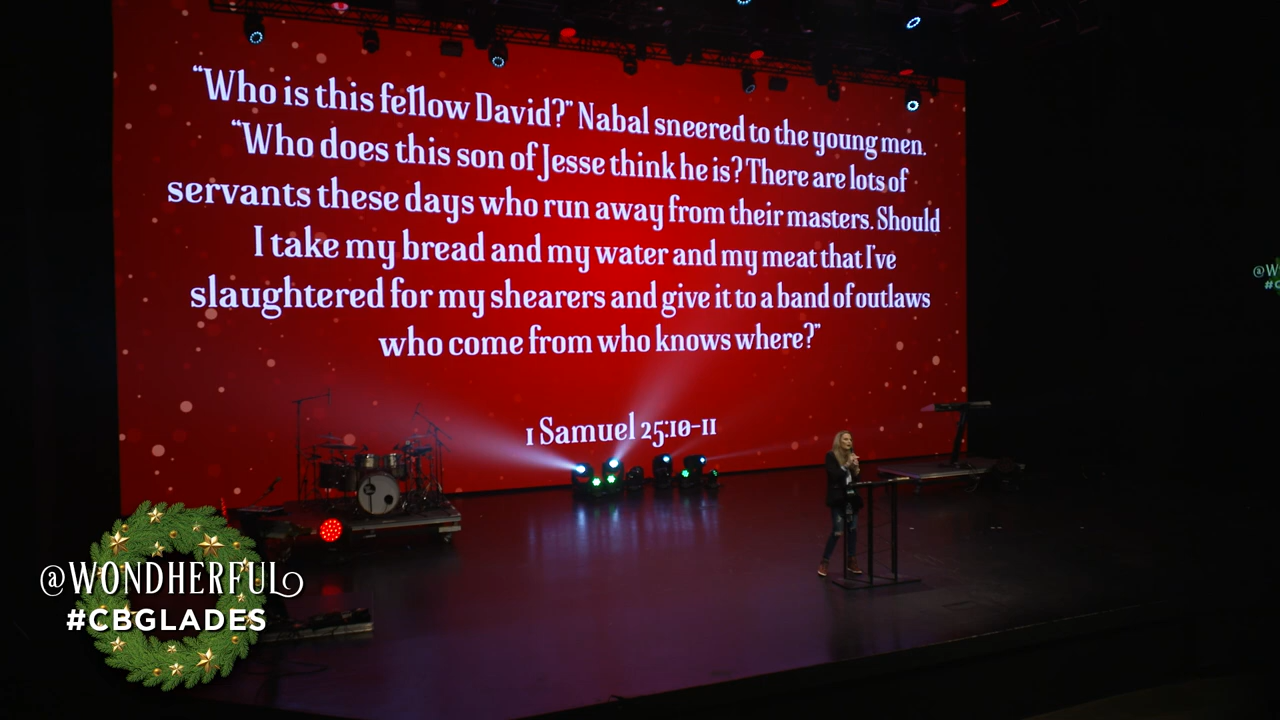 “Who is this fellow David?" Nabal sneered to the young men.
“Who does this son of Jesse think he is? There are lots of
servants these days who run away from their masters. Should
I take my bread and my water and my meat that I've
slaughtered for my shearers and give it to a band of outlaws
who come from who knows where?"
1 Samuel 25:10-11
@WONDHERFUL
#CBGLADES
@W
#C